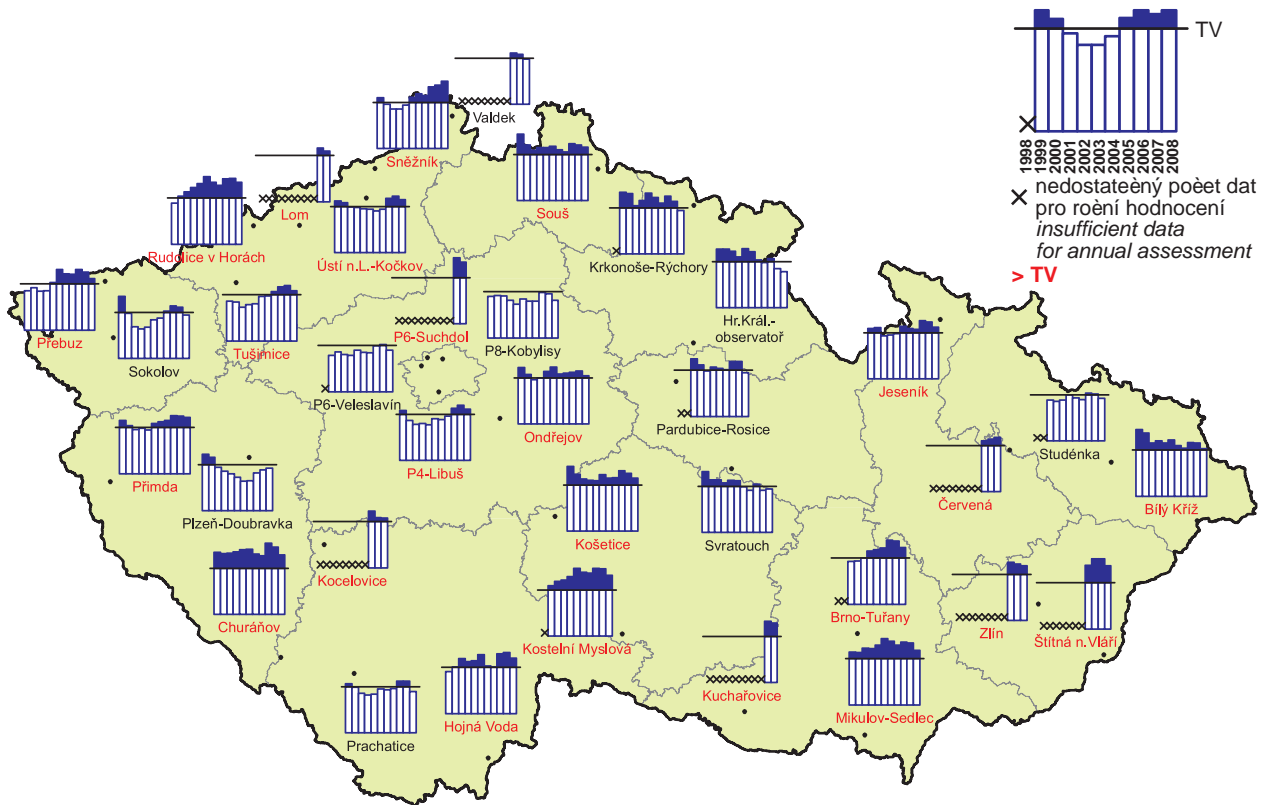 TV
1998
1999
2000
2001
2002
2003
2004
2005
2006
2007
2008
nedostateèný poèet dat
pro roèní hodnocení
insufficient data
for annual assessment
> TV
Valdek
Sněžník
Lom
Souš
Rudolice v Horách
Ústí n.L.-Kočkov
Krkonoše-Rýchory
Přebuz
Sokolov
Tušimice
P6-Suchdol
P8-Kobylisy
Hr.Král.-
observatoř
P6-Veleslavín
Ondřejov
Pardubice-Rosice
Jeseník
Studénka
Přimda
P4-Libuš
Plzeň-Doubravka
Košetice
Svratouch
Červená
Bílý Kříž
Kocelovice
Churáňov
Kostelní Myslová
Brno-Tuřany
Zlín
Štítná n.Vláří
Kuchařovice
Prachatice
Hojná Voda
Mikulov-Sedlec